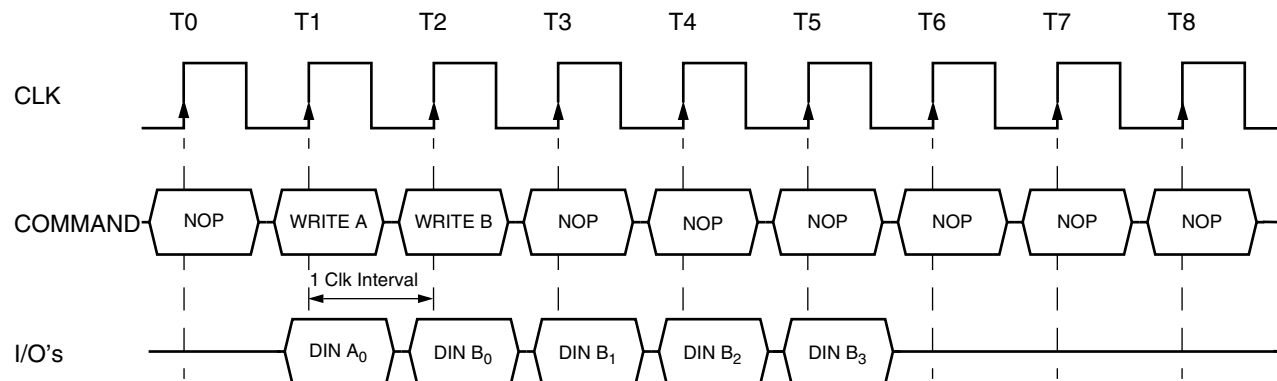 T0 T1 T2 T3 T4 T5 T6 T7 T8
CLK
COMMAND NOP WRITE A WRITE B NOP NOP NOP NOP NOP NOP
1 Clk Interval
I/O's DIN A0 DIN B0 DIN B1 DIN B2 DIN B3